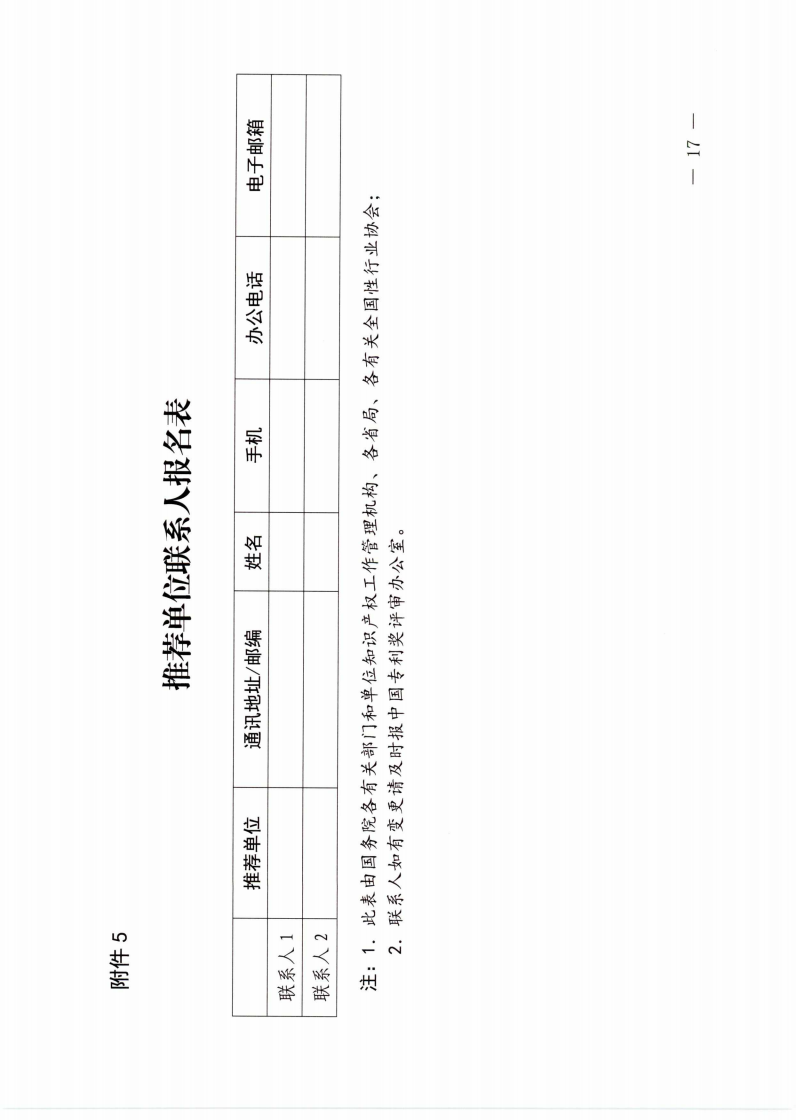 附件 5
推荐单位联系人报名表
推荐单位 通讯地址/邮编 姓名 手机 办公电话 电子邮箱
联系人 1
联系人 2
注：1. 此表由国务院各有关部门和单位知识产权工作管理机构、各省局、各有关全国性行业协会；
2. 联系人如有变更请及时报中国专利奖评审办公室。
— 17 —